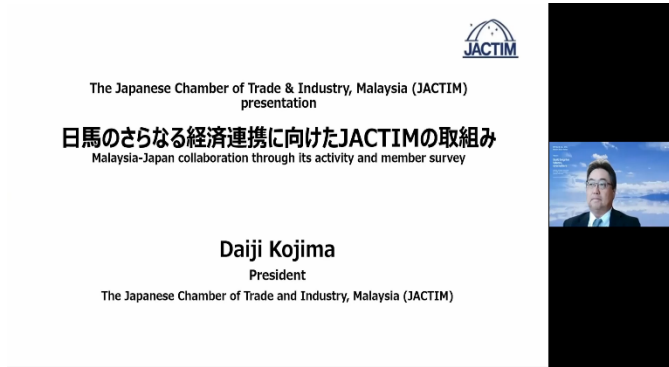 JACTIM
The Japanese Chamber of Trade & Industry, Malaysia (JACTIM)
presentation
日馬のさらなる経済連携に向けたJACTIMの取組み
Malaysia-Japan collaboration through its activity and member survey
Daiji Kojima
President
The Japanese Chamber of Trade and Industry, Malaysia (JACTIM)